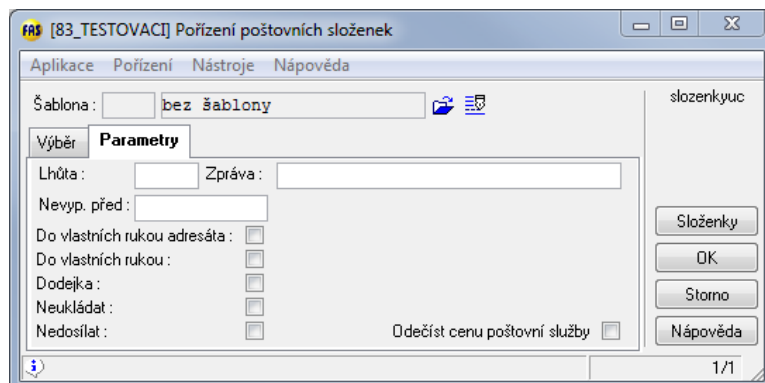 FAS [83_TESTOVACI] Pořízení poštovních složenek
Aplikace Pořízení Nástroje Nápověda
Šablona : bez šablony
slozenkyuc
Výběr Parametry
Lhůta : Zpráva :
Nevyp. před :
Do vlastních rukou adresáta :
Do vlastních rukou :
Dodejka :
Neukládat :
Nedosílat : Odečíst cenu poštovní služby
Složenky
OK
Storno
Nápověda
1/1